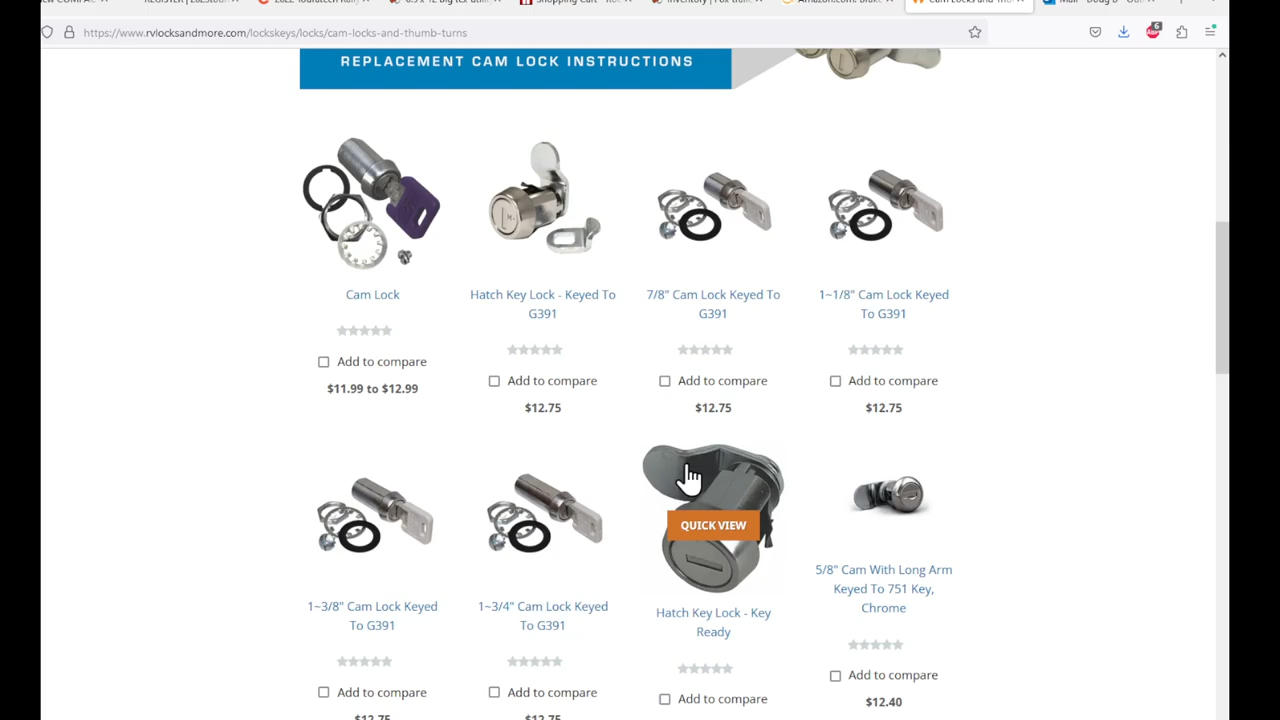 https://www.rvlocksandmore.com/lockskeys/locks/cam-locks-and-thumb-turns
6
REPLACEMENT CAM LOCK INSTRUCTIONS
Cam Lock
Add to compare
$11.99 to $12.99
Hatch Key Lock - Keyed To
G391
Add to compare
$12.75
7/8" Cam Lock Keyed To
G391
Add to compare
$12.75
1~1/8" Cam Lock Keyed
To G391
Add to compare
$12.75
1~3/8" Cam Lock Keyed
To G391
Add to compare
$12.75
1~3/4" Cam Lock Keyed
To G391
Add to compare
$12.75
QUICK VIEW
Hatch Key Lock - Key
Ready
Add to compare
5/8" Cam With Long Arm
Keyed To 751 Key,
Chrome
Add to compare
$12.40